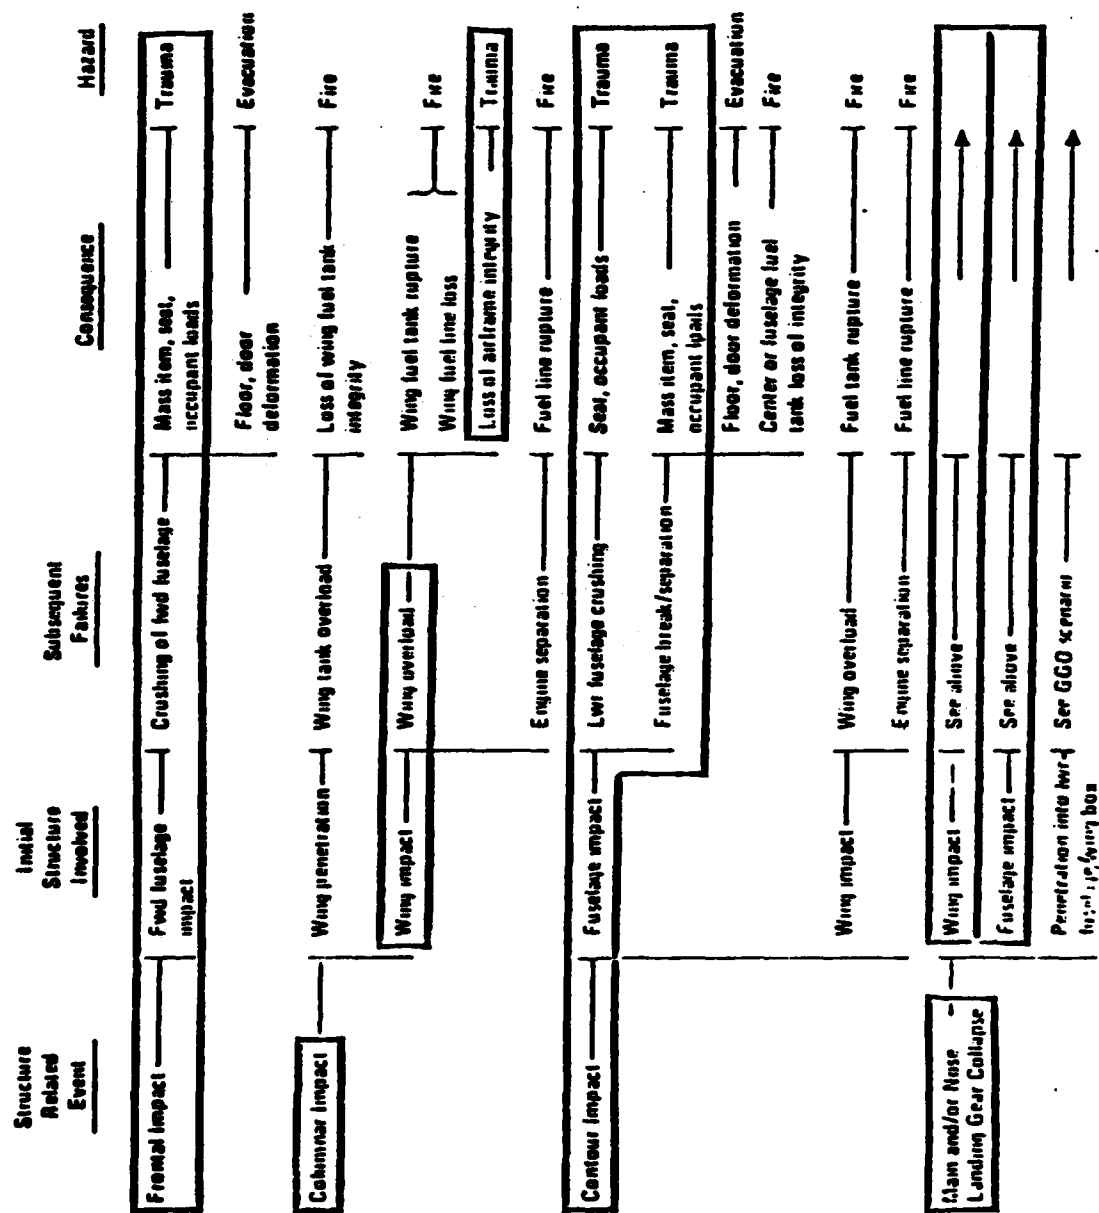 Structure
Related
Event
Initial
Structure
Involved
Subsequent
Failures
Consequence
Hazard
Frontal Impact
Fwd fuselage
impact
Crushing of fwd fuselage
Mass item, seat,
occupant loads
Trauma
Floor, door
deformation
Evacuation
Columnar Impact
Wing penetration
Wing tank overload
Loss of wing fuel tank
integrity
Fire
Wing impact
Wing overload
Wing fuel tank rupture
Wing fuel line loss
Fire
Loss of airframe integrity
Trauma
Engine separation
Fuel line rupture
Fire
Contour Impact
Fuselage impact
Lwr fuselage crushing
Seat, occupant loads
Trauma
Fuselage break/separation
Mass item, seat,
occupant loads
Trauma
Floor, door deformation
Evacuation
Center or fuselage fuel
tank loss of integrity
Fire
Wing impact
Wing overload
Fuel tank rupture
Fire
Engine separation
Fuel line rupture
Fire
Main and/or Nose
Landing Gear Collapse
Wing impact
See above
Fuselage impact
See above
Penetration into lwr
wing box
See GGO scenario